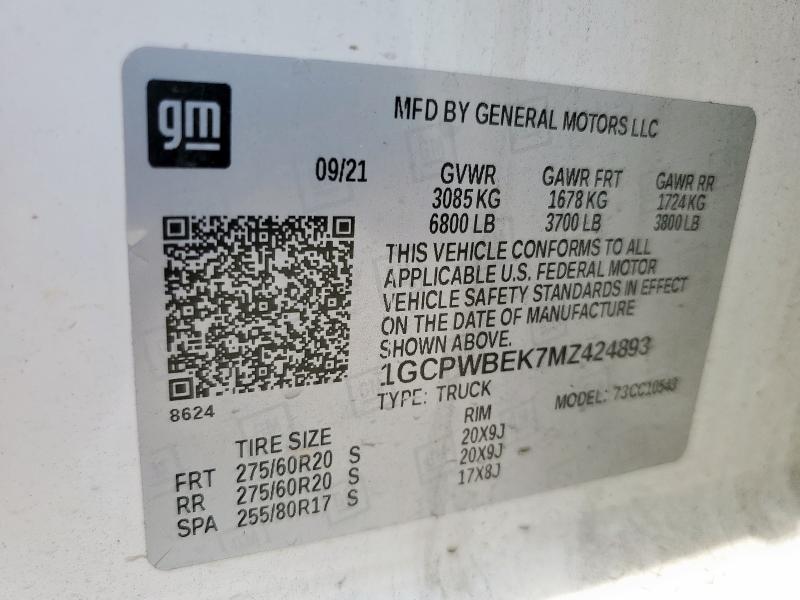 gm
MFD BY GENERAL MOTORS LLC
09/21 GVWR GAWR FRT GAWR RR
3085 KG 1678 KG 1724 KG
6800 LB 3700 LB 3800 LB
THIS VEHICLE CONFORMS TO ALL
APPLICABLE U.S. FEDERAL MOTOR
VEHICLE SAFETY STANDARDS IN EFFECT
ON THE DATE OF MANUFACTURE
SHOWN ABOVE.
1GCPWBEK7MZ424893
TYPE: TRUCK MODEL: 73CC10543
8624
TIRE SIZE RIM
FRT 275/60R20 S 20X9J
RR 275/60R20 S 20X9J
SPA 255/80R17 S 17X8J